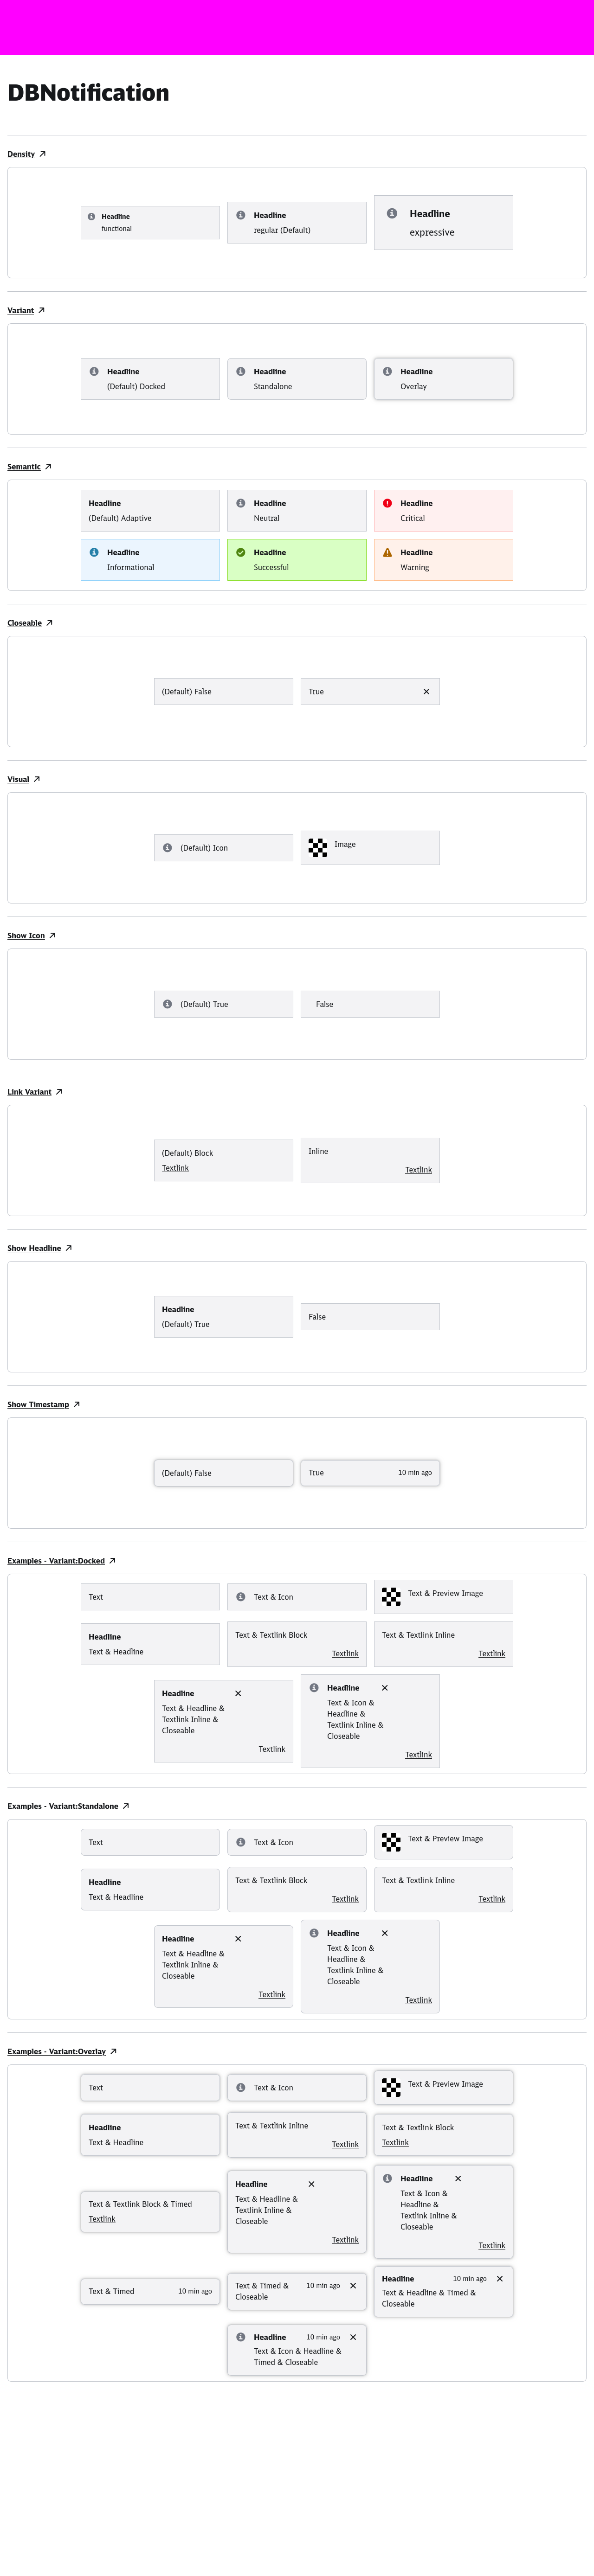 DBNotification
Density
Headline
functional
Headline
regular (Default)
Headline
expressive
Variant
Headline
(Default) Docked
Headline
Standalone
Headline
Overlay
Semantic
Headline
(Default) Adaptive
Headline
Neutral
Headline
Critical
Headline
Informational
Headline
Successful
Headline
Warning
Closeable
(Default) False
True
Visual
(Default) Icon
Image
Show Icon
(Default) True
False
Link Variant
(Default) Block
Textlink
Inline
Textlink
Show Headline
Headline
(Default) True
False
Show Timestamp
(Default) False
True 10 min ago
Examples - Variant:Docked
Text
Text & Icon
Text & Preview Image
Headline
Text & Headline
Text & Textlink Block
Textlink
Text & Textlink Inline
Textlink
Headline
Text & Headline &
Textlink Inline &
Closeable
Textlink
Headline
Text & Icon &
Headline &
Textlink Inline &
Closeable
Textlink
Examples - Variant:Standalone
Text
Text & Icon
Text & Preview Image
Headline
Text & Headline
Text & Textlink Block
Textlink
Text & Textlink Inline
Textlink
Headline
Text & Headline &
Textlink Inline &
Closeable
Textlink
Headline
Text & Icon &
Headline &
Textlink Inline &
Closeable
Textlink
Examples - Variant:Overlay
Text
Text & Icon
Text & Preview Image
Headline
Text & Headline
Text & Textlink Inline
Textlink
Text & Textlink Block
Textlink
Text & Textlink Block & Timed
Textlink
Headline
Text & Headline &
Textlink Inline &
Closeable
Textlink
Headline
Text & Icon &
Headline &
Textlink Inline &
Closeable
Textlink
Text & Timed 10 min ago
Text & Timed & 10 min ago
Closeable
Headline 10 min ago
Text & Headline & Timed &
Closeable
Headline 10 min ago
Text & Icon & Headline &
Timed & Closeable